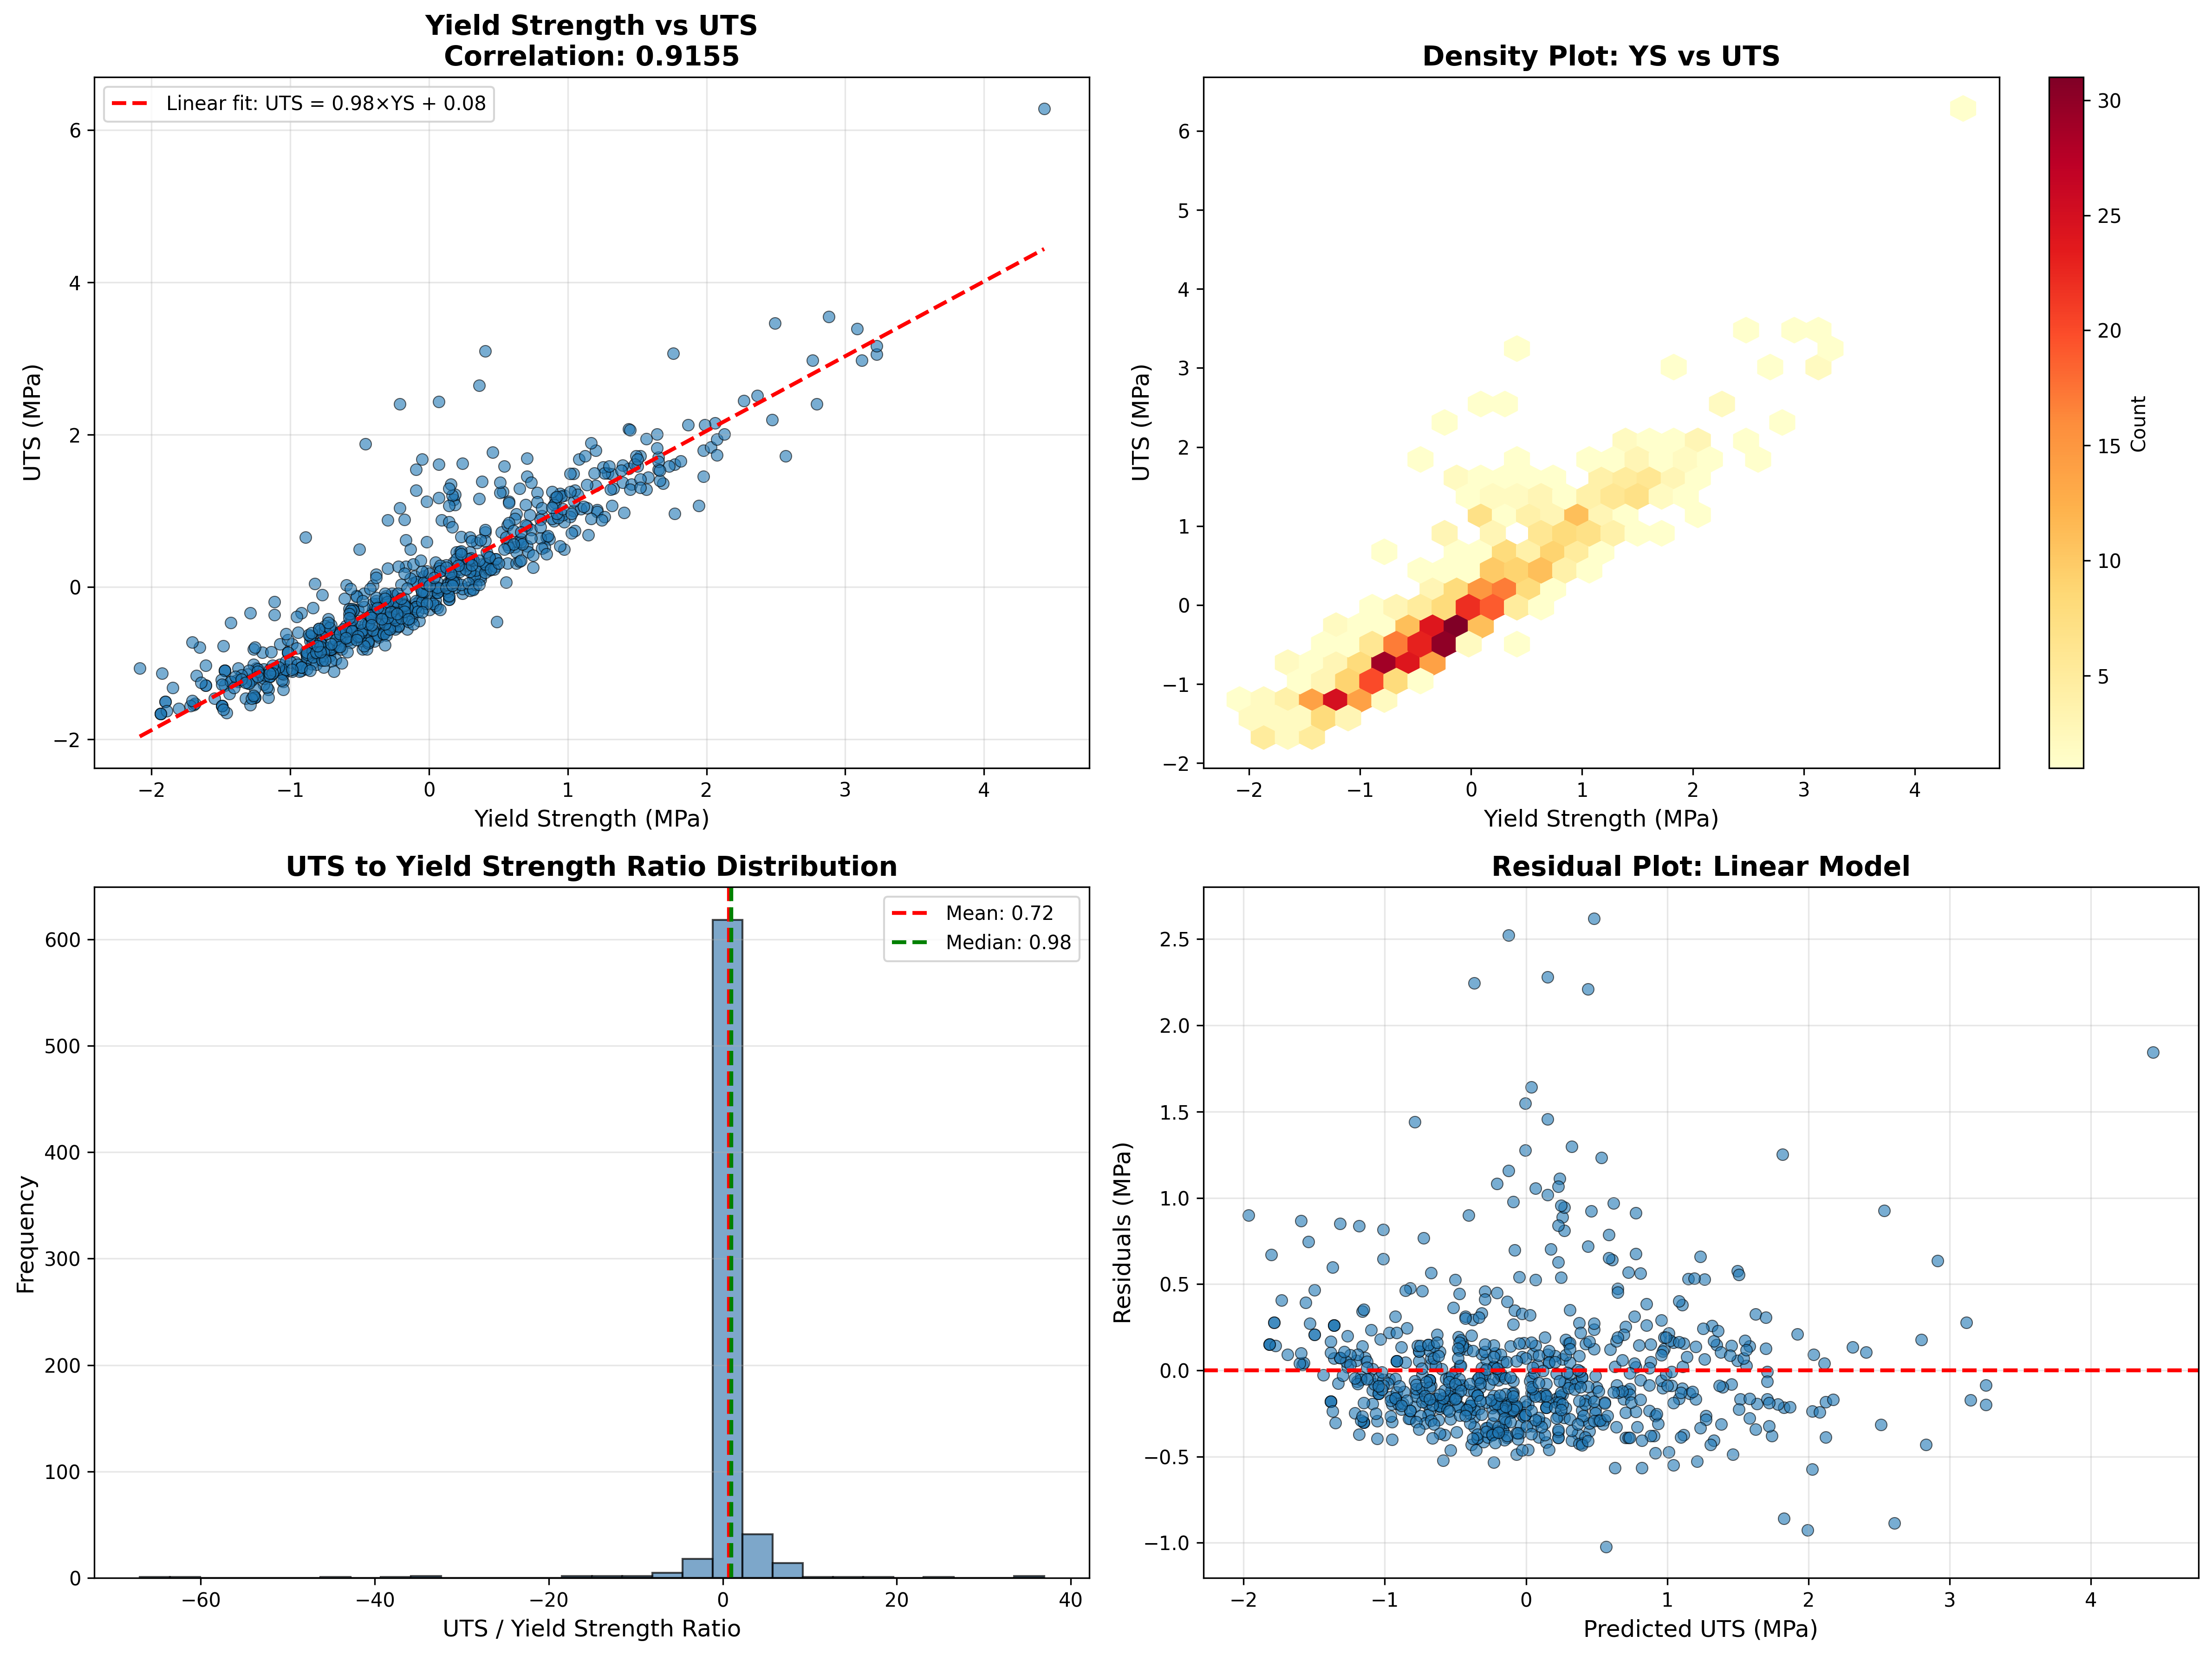 Yield Strength vs UTS
Correlation: 0.9155
Linear fit: UTS = 0.98×YS + 0.08
6
4
2
0
−2
UTS (MPa)
−2 −1 0 1 2 3 4
Yield Strength (MPa)
Density Plot: YS vs UTS
6
5
4
3
2
1
0
−1
−2
UTS (MPa)
−2 −1 0 1 2 3 4
Yield Strength (MPa)
30
25
20
15
10
5
Count
UTS to Yield Strength Ratio Distribution
Mean: 0.72
Median: 0.98
600
500
400
300
200
100
0
Frequency
−60 −40 −20 0 20 40
UTS / Yield Strength Ratio
Residual Plot: Linear Model
2.5
2.0
1.5
1.0
0.5
0.0
−0.5
−1.0
Residuals (MPa)
−2 −1 0 1 2 3 4
Predicted UTS (MPa)